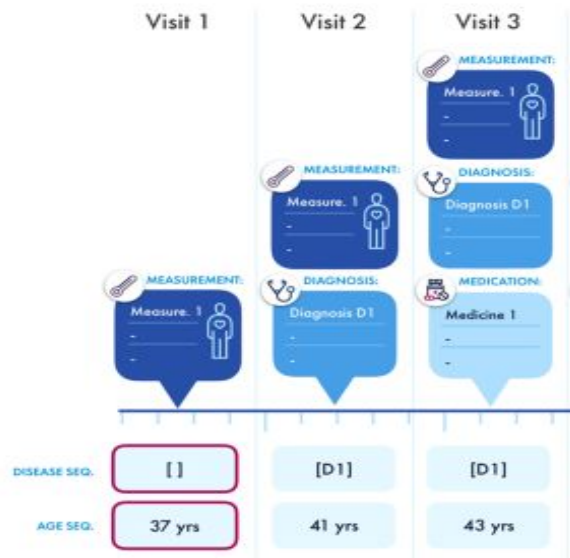 Visit 1
Visit 2
Visit 3
MEASUREMENT:
Measure. 1
-
-
MEASUREMENT:
Measure. 1
-
-
DIAGNOSIS:
Diagnosis D1
-
-
MEASUREMENT:
Measure. 1
-
-
DIAGNOSIS:
Diagnosis D1
-
-
MEDICATION:
Medicine 1
-
-
DISEASE SEQ.
[ ]
[D1]
[D1]
AGE SEQ.
37 yrs
41 yrs
43 yrs